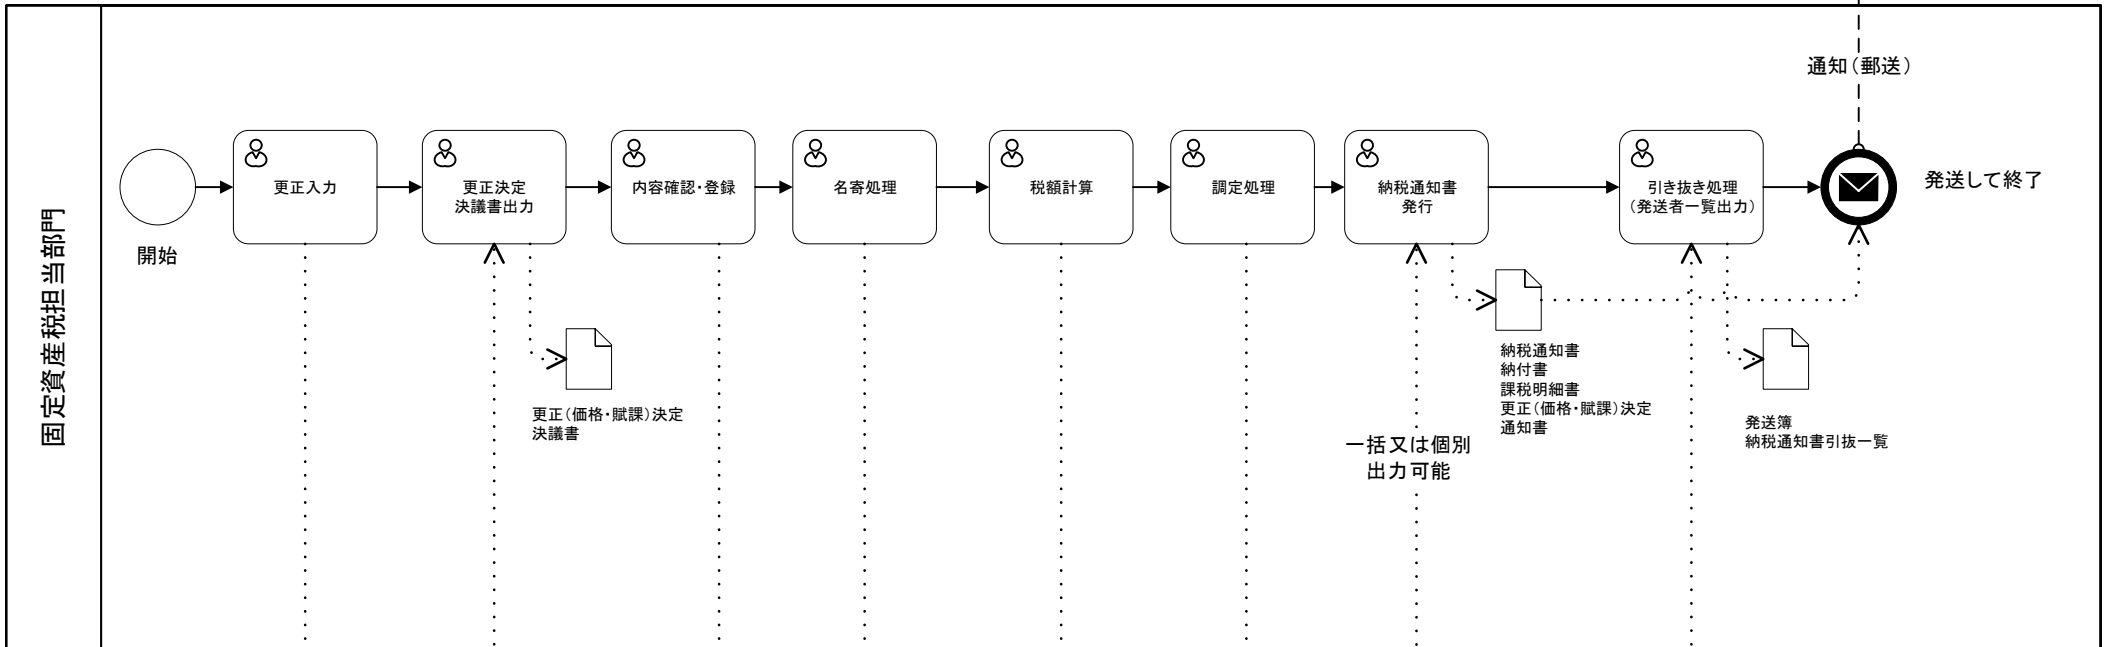 固定資産税担当部門
通知（郵送）
開始
更正入力
更正決定
決議書出力
内容確認・登録
名寄処理
税額計算
調定処理
納税通知書
発行
引き抜き処理
（発送者一覧出力）
発送して終了
更正（価格・賦課）決定
決議書
納税通知書
納付書
課税明細書
更正（価格・賦課）決定
通知書
発送簿
納税通知書引抜一覧
一括又は個別
出力可能